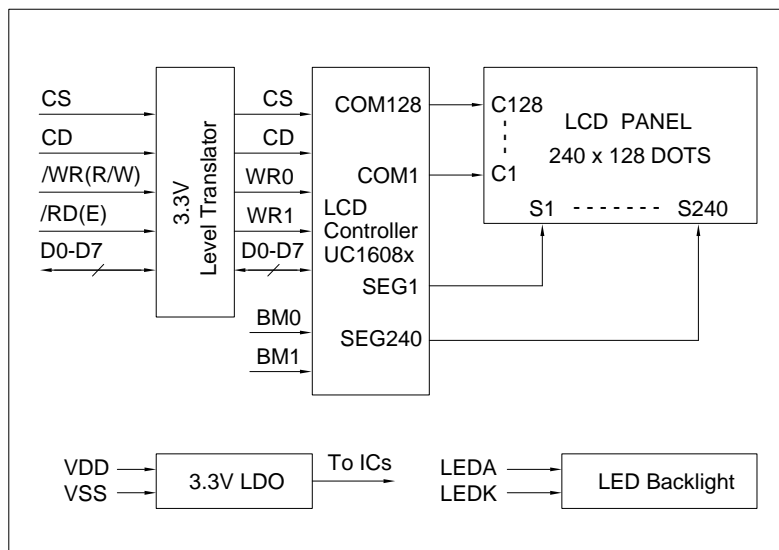 CS
CD
/WR(R/W)
/RD(E)
D0-D7
3.3V
Level Translator
CS
CD
WR0
WR1
D0-D7
BM0
BM1
COM128
COM1
LCD
Controller
UC1608x
SEG1
SEG240
C128
C1
LCD PANEL
240 x 128 DOTS
S1
S240
VDD
VSS
3.3V LDO
To ICs
LEDA
LEDK
LED Backlight